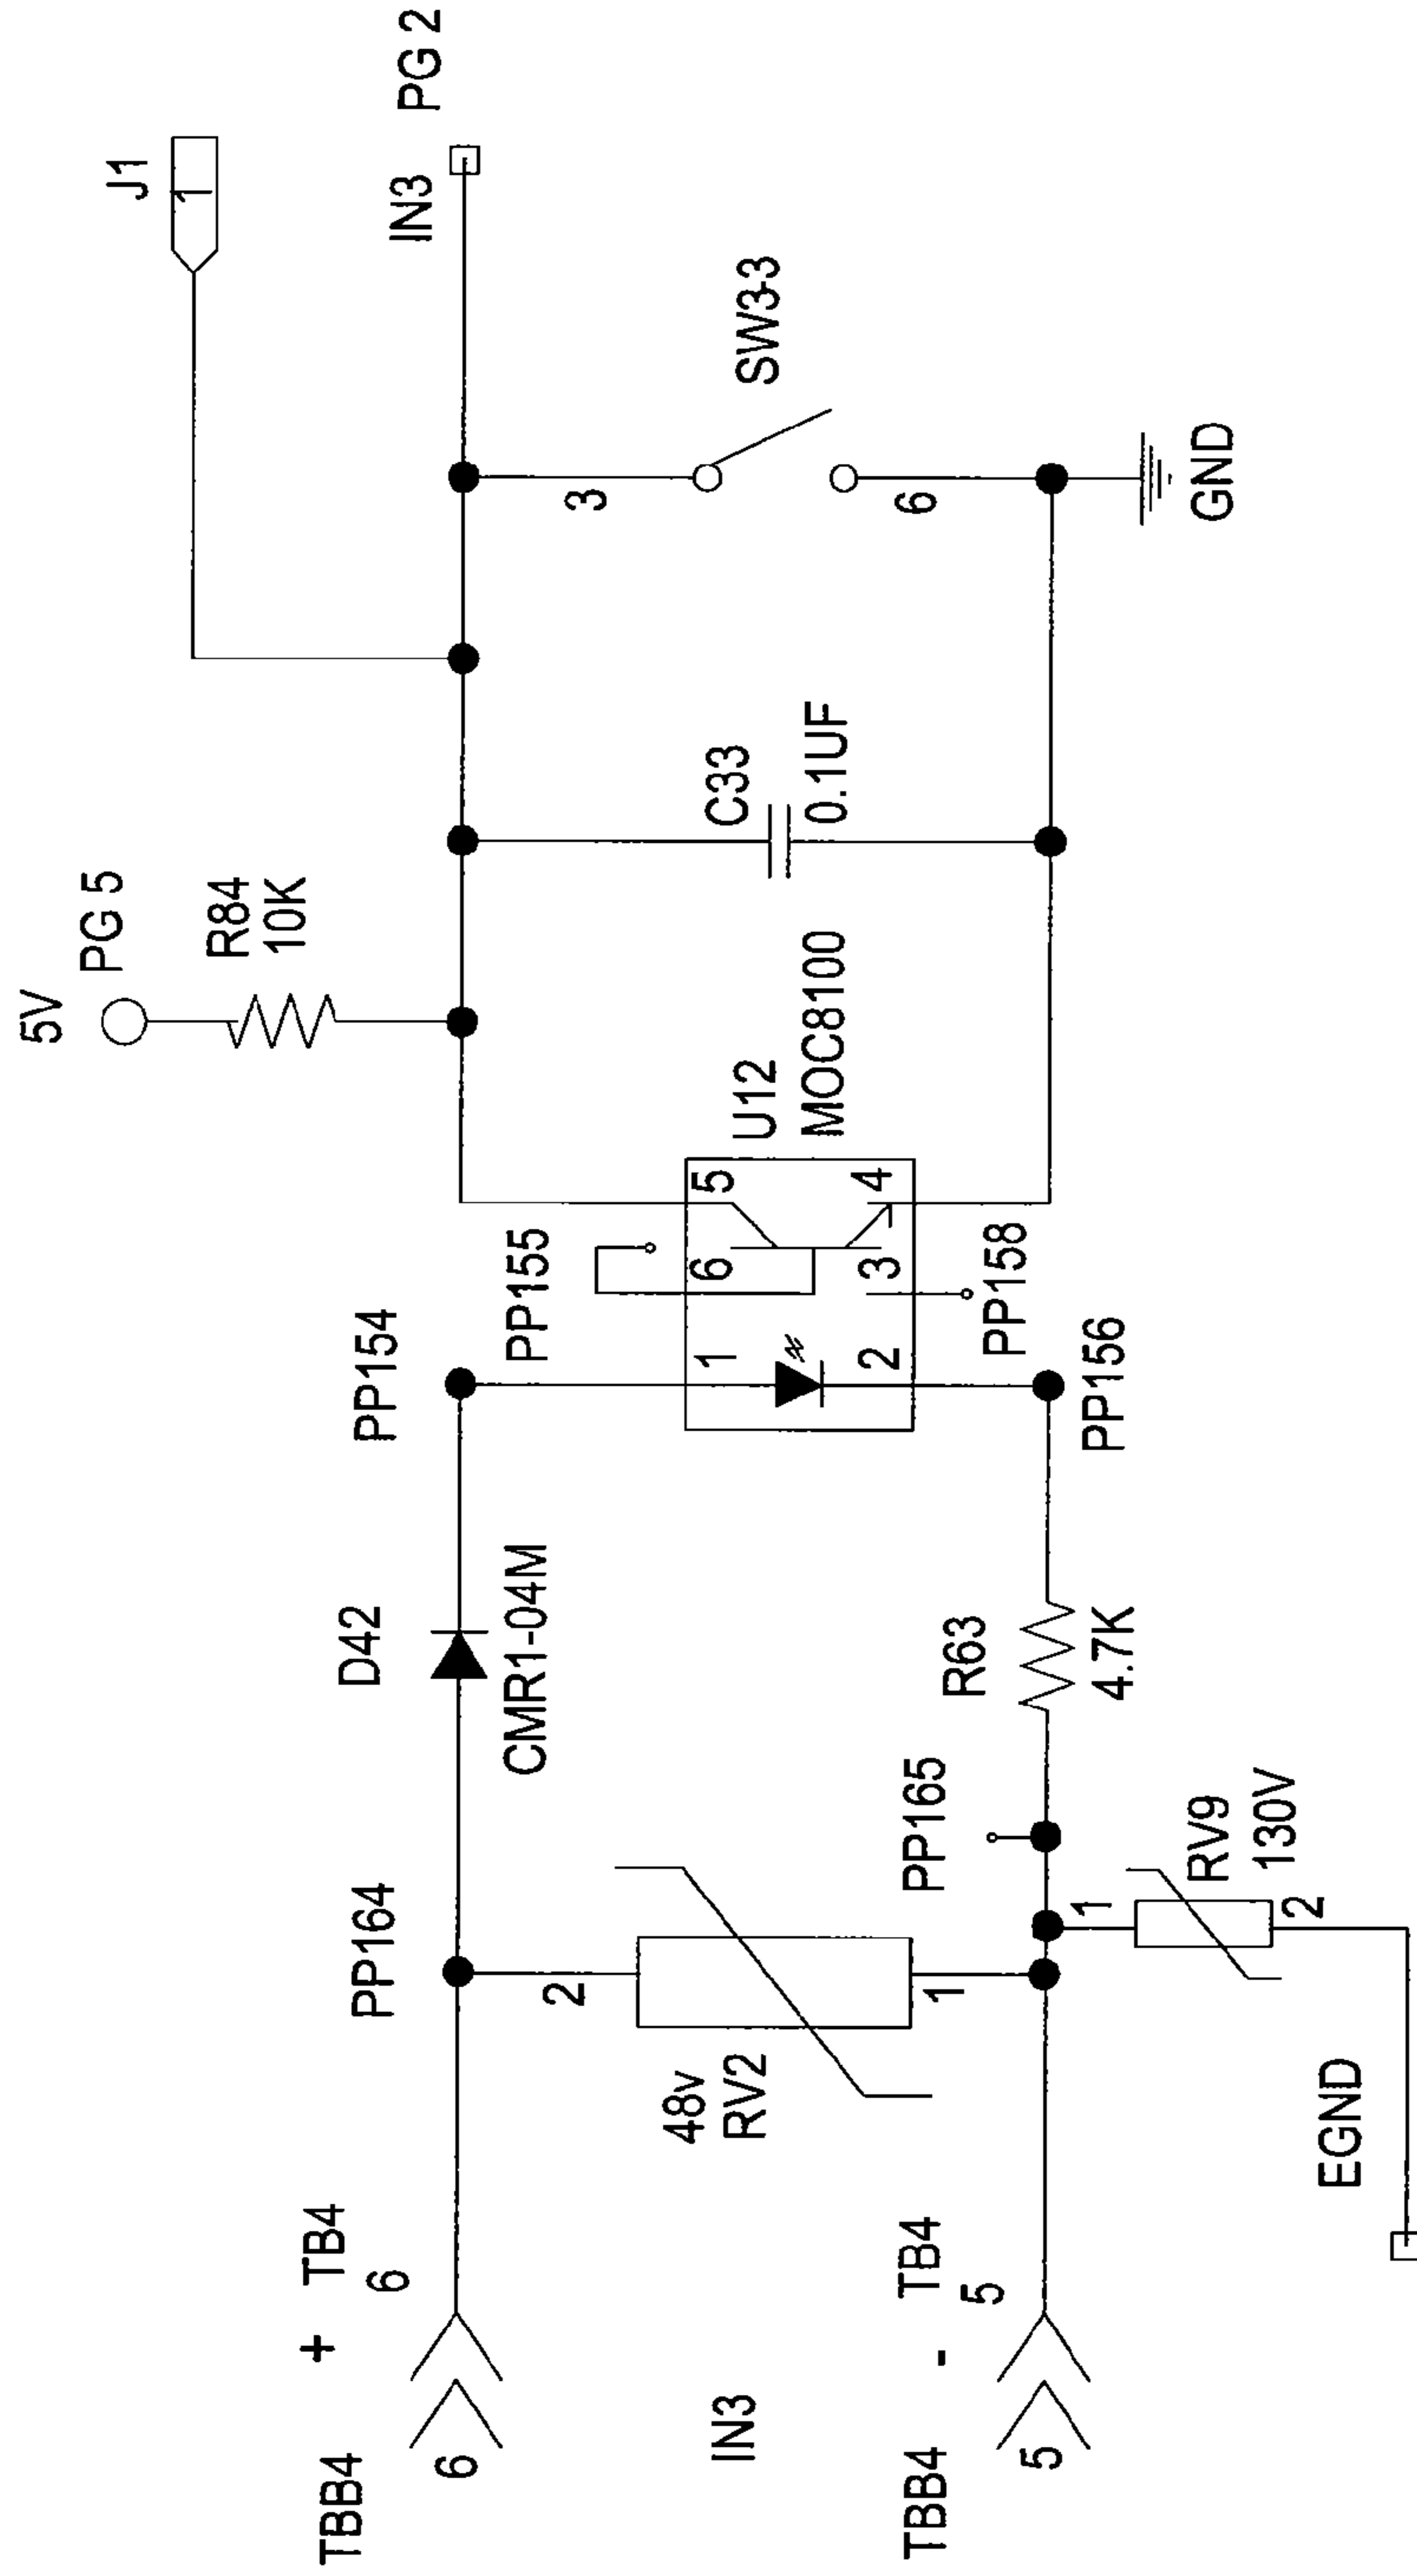 5V
PG 5
R84
10K
J1
1
IN3
PG 2
TBB4
6
+
TB4
6
PP164
D42
CMR1-04M
PP154
PP155
1
6
5
2
3
4
U12
MOC8100
PP158
PP156
C33
0.1UF
3
SW3-3
6
GND
IN3
48v
RV2
2
1
TBB4
5
-
TB4
5
PP165
R63
4.7K
1
RV9
130V
2
EGND